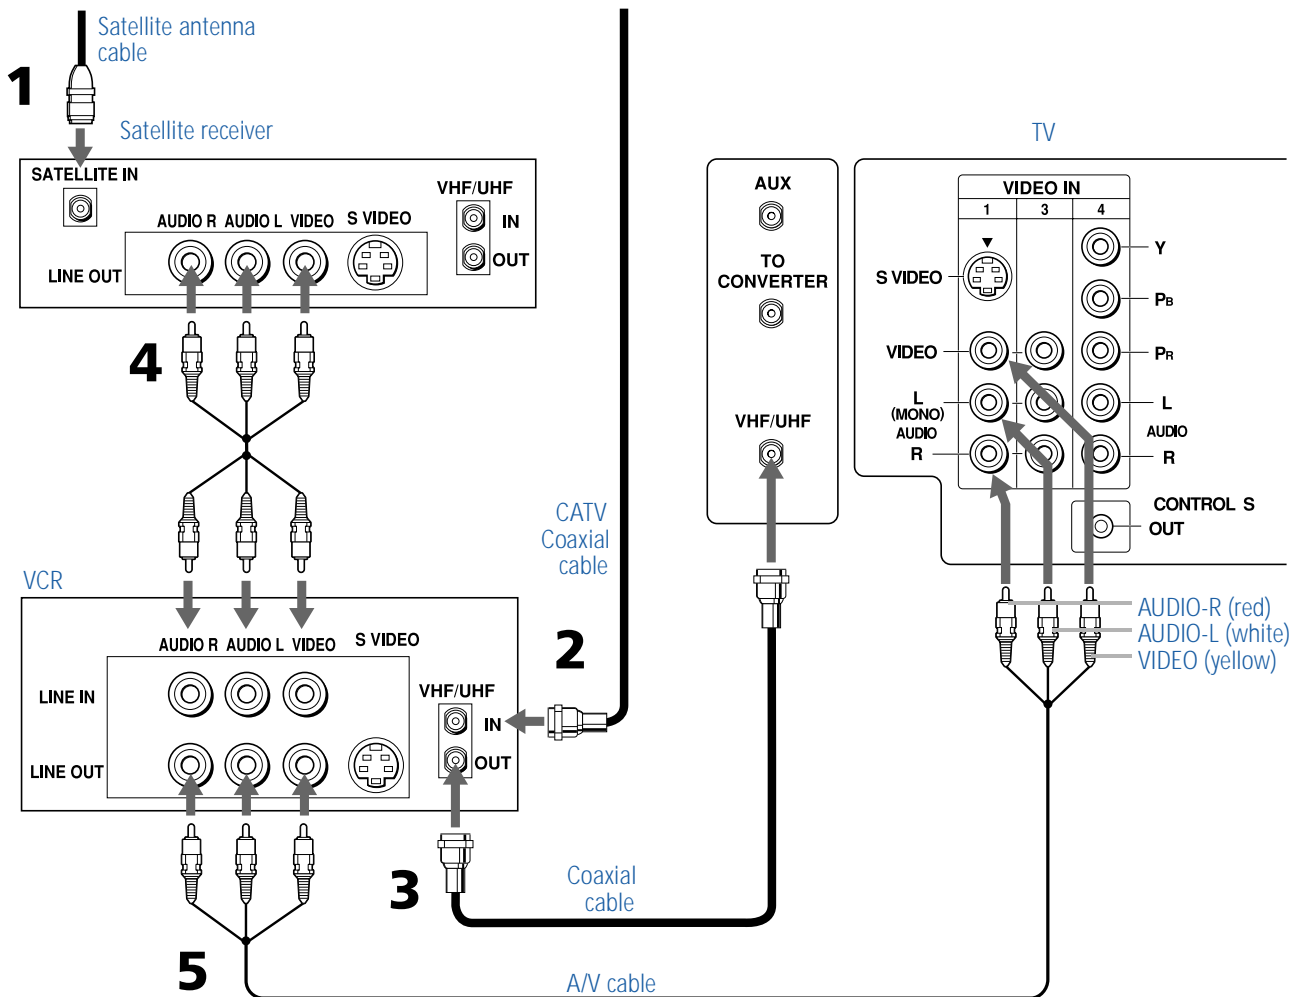 Satellite antenna
cable
1
Satellite receiver
SATELLITE IN
AUDIO R AUDIO L VIDEO S VIDEO
VHF/UHF
IN
OUT
LINE OUT
4
VCR
AUDIO R AUDIO L VIDEO S VIDEO
LINE IN
LINE OUT
VHF/UHF
IN
OUT
2
CATV
Coaxial
cable
3
Coaxial
cable
5
A/V cable
AUX
TO
CONVERTER
VHF/UHF
TV
VIDEO IN
1 3 4
S VIDEO
VIDEO
L
(MONO)
AUDIO
R
Y
PB
PR
L
AUDIO
R
CONTROL S
OUT
AUDIO-R (red)
AUDIO-L (white)
VIDEO (yellow)